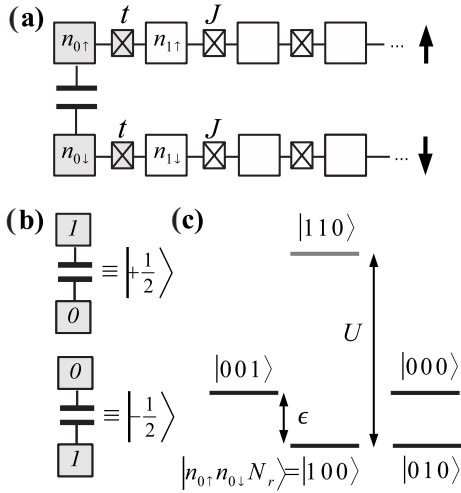 (a)
t
J
n0↑
n1↑
...
t
J
n0↓
n1↓
...
(b)
1
0
≡ |+1/2⟩
0
1
≡ |−1/2⟩
(c)
|110⟩
U
|001⟩
|000⟩
ϵ
|n0↑n0↓Nr⟩=|100⟩
|010⟩